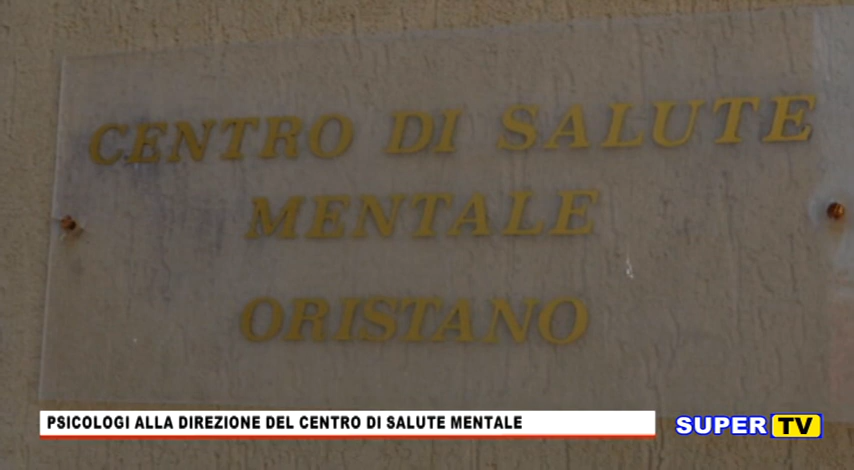 CENTRO DI SALUTE
MENTALE
ORISTANO
PSICOLOGI ALLA DIREZIONE DEL CENTRO DI SALUTE MENTALE
SUPER TV